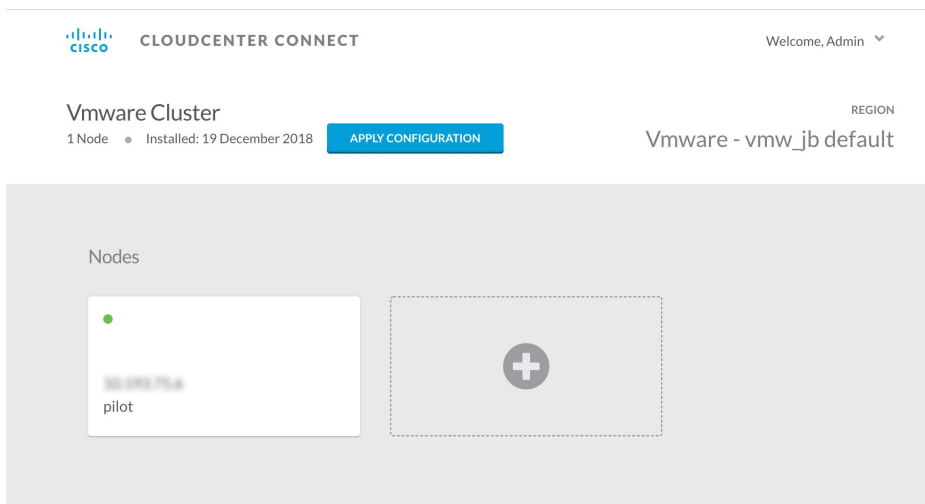 CISCO
CLOUDCENTER CONNECT
Welcome, Admin
Vmware Cluster
1 Node • Installed: 19 December 2018
APPLY CONFIGURATION
REGION
Vmware - vmw_jb default
Nodes
pilot